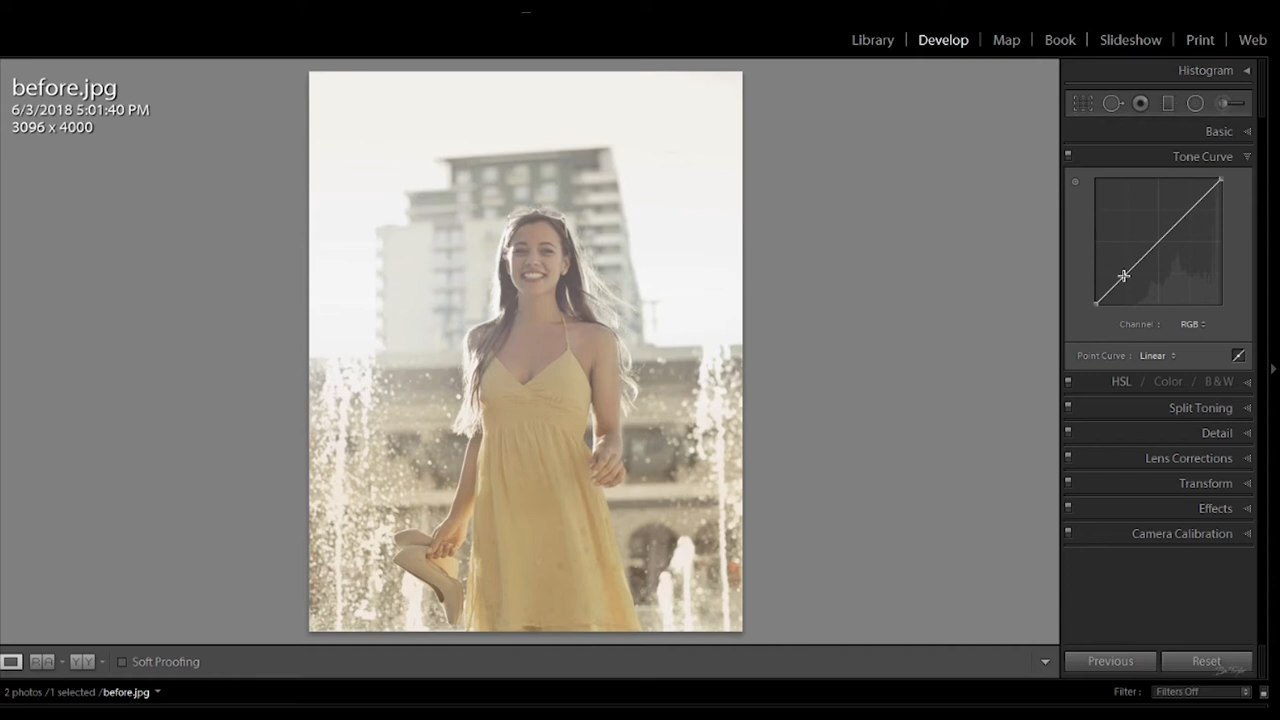 Library | Develop | Map | Book | Slideshow | Print | Web
before.jpg
6/3/2018 5:01:40 PM
3096 x 4000
Histogram
Basic
Tone Curve
Channel : RGB
Point Curve : Linear
HSL / Color / B & W
Split Toning
Detail
Lens Corrections
Transform
Effects
Camera Calibration
Soft Proofing
Previous Reset
2 photos / 1 selected / before.jpg
Filter : Filters Off